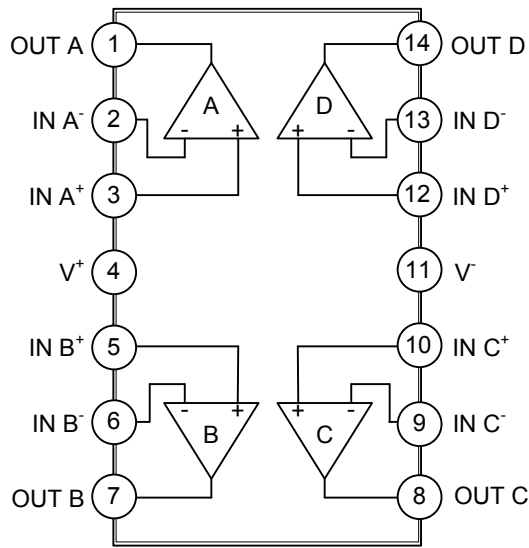 OUT A 1 14 OUT D
A D
IN A- 2 - + + - 13 IN D-
IN A+ 3 12 IN D+
V+ 4 11 V-
IN B+ 5 10 IN C+
IN B- 6 - + + - 9 IN C-
B C
OUT B 7 8 OUT C